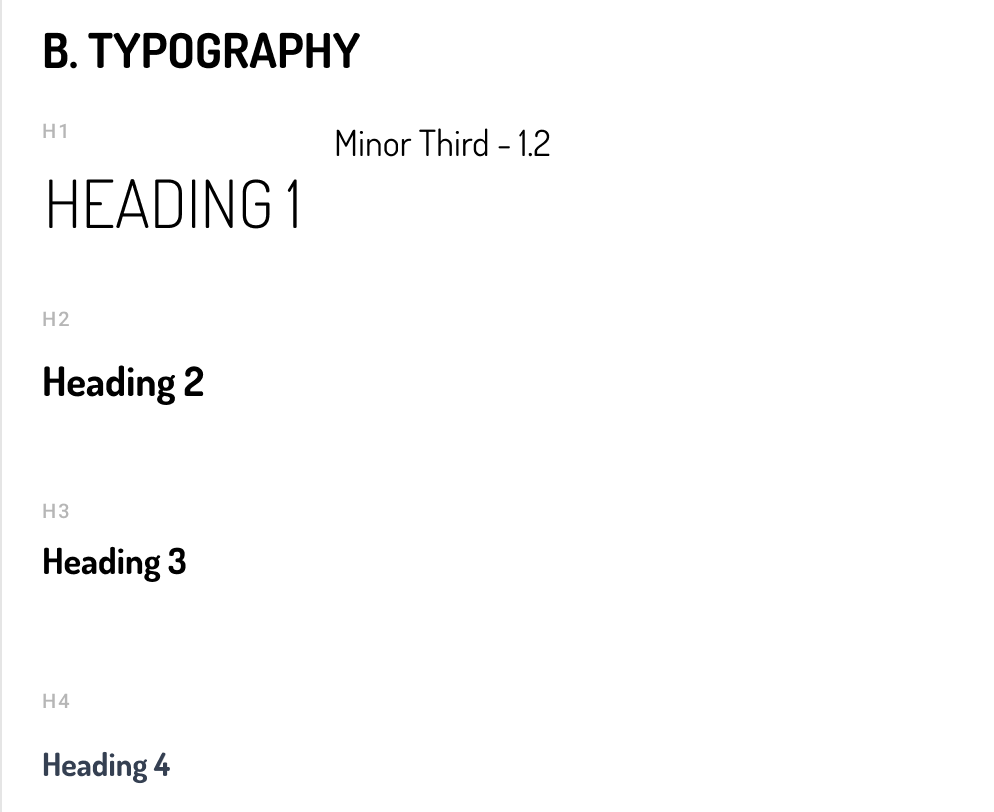 B. TYPOGRAPHY
H1
Minor Third - 1.2
HEADING 1
H2
Heading 2
H3
Heading 3
H4
Heading 4